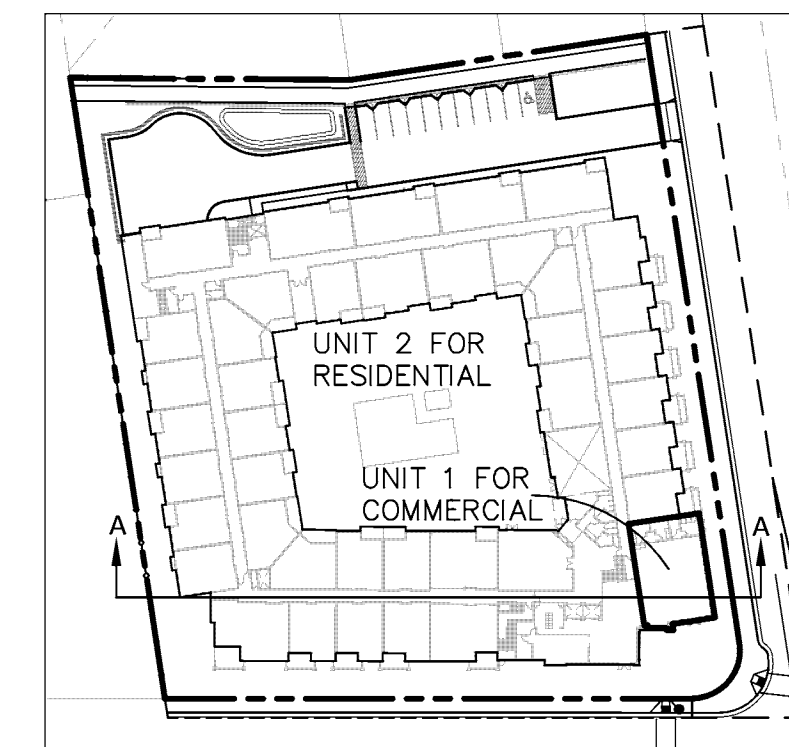 UNIT 2 FOR
RESIDENTIAL
UNIT 1 FOR
COMMERCIAL
A
A